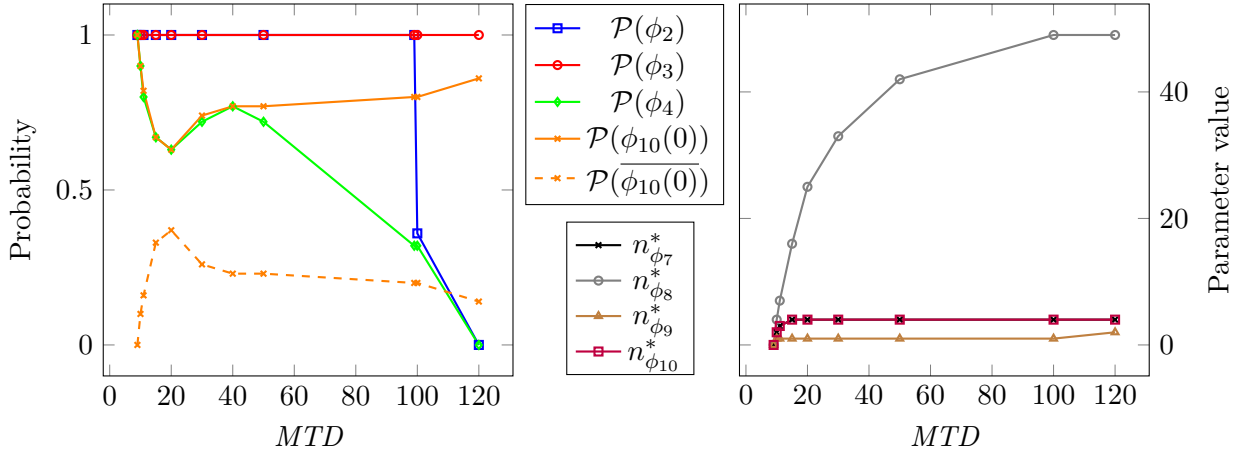 1
0.5
0
Probability
0 20 40 60 80 100 120
MTD
𝒫(ϕ₂)
𝒫(ϕ₃)
𝒫(ϕ₄)
𝒫(ϕ₁₀(0))
𝒫(\overline{ϕ₁₀(0)})
n*_{ϕ₇}
n*_{ϕ₈}
n*_{ϕ₉}
n*_{ϕ₁₀}
40
20
0
Parameter value
0 20 40 60 80 100 120
MTD